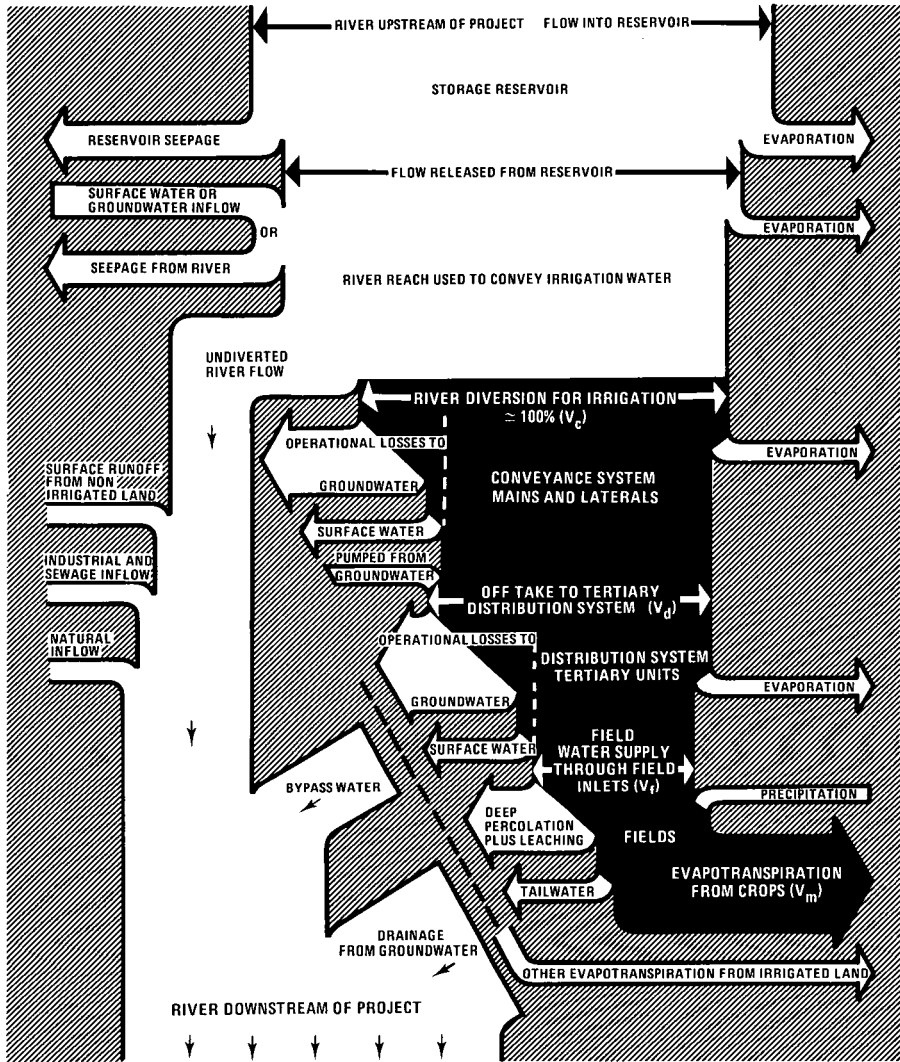 RIVER UPSTREAM OF PROJECT FLOW INTO RESERVOIR
STORAGE RESERVOIR
RESERVOIR SEEPAGE
EVAPORATION
FLOW RELEASED FROM RESERVOIR
SURFACE WATER OR
GROUNDWATER INFLOW
OR
EVAPORATION
SEEPAGE FROM RIVER
RIVER REACH USED TO CONVEY IRRIGATION WATER
UNDIVERTED
RIVER FLOW
RIVER DIVERSION FOR IRRIGATION
≃ 100% (Vc)
OPERATIONAL LOSSES TO
GROUNDWATER
EVAPORATION
SURFACE RUNOFF
FROM NON
IRRIGATED LAND
CONVEYANCE SYSTEM
MAINS AND LATERALS
SURFACE WATER
PUMPED FROM
GROUNDWATER
INDUSTRIAL AND
SEWAGE INFLOW
OFF TAKE TO TERTIARY
DISTRIBUTION SYSTEM (Vd)
NATURAL
INFLOW
OPERATIONAL LOSSES TO
GROUNDWATER
DISTRIBUTION SYSTEM
TERTIARY UNITS
EVAPORATION
SURFACE WATER
FIELD
WATER SUPPLY
THROUGH FIELD
INLETS (Vf)
BYPASS WATER
PRECIPITATION
DEEP
PERCOLATION
PLUS LEACHING
FIELDS
EVAPOTRANSPIRATION
FROM CROPS (Vm)
TAILWATER
DRAINAGE
FROM GROUNDWATER
OTHER EVAPOTRANSPIRATION FROM IRRIGATED LAND
RIVER DOWNSTREAM OF PROJECT